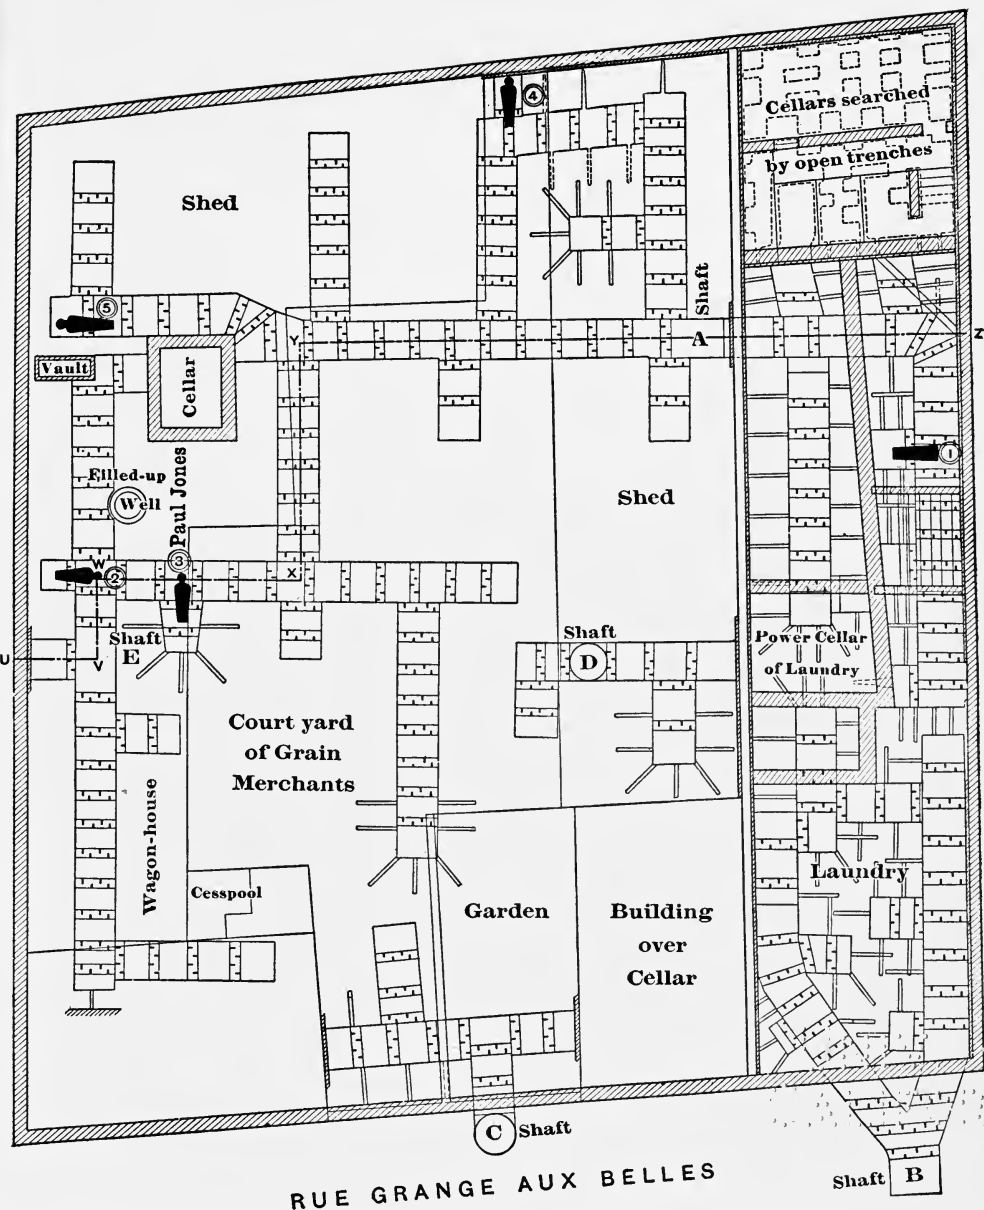 ④
Cellars searched
by open trenches
Shed
Shaft
A
⑤
Y
Z
Vault
Cellar
①
Filled-up
Well
Paul Jones
Shed
③
W
②
X
Shaft
E
U
V
Shaft
D
Power Cellar
of Laundry
Court yard
of Grain
Merchants
Wagon-house
Cesspool
Laundry
Garden
Building
over
Cellar
C
Shaft
Shaft
B
RUE GRANGE AUX BELLES